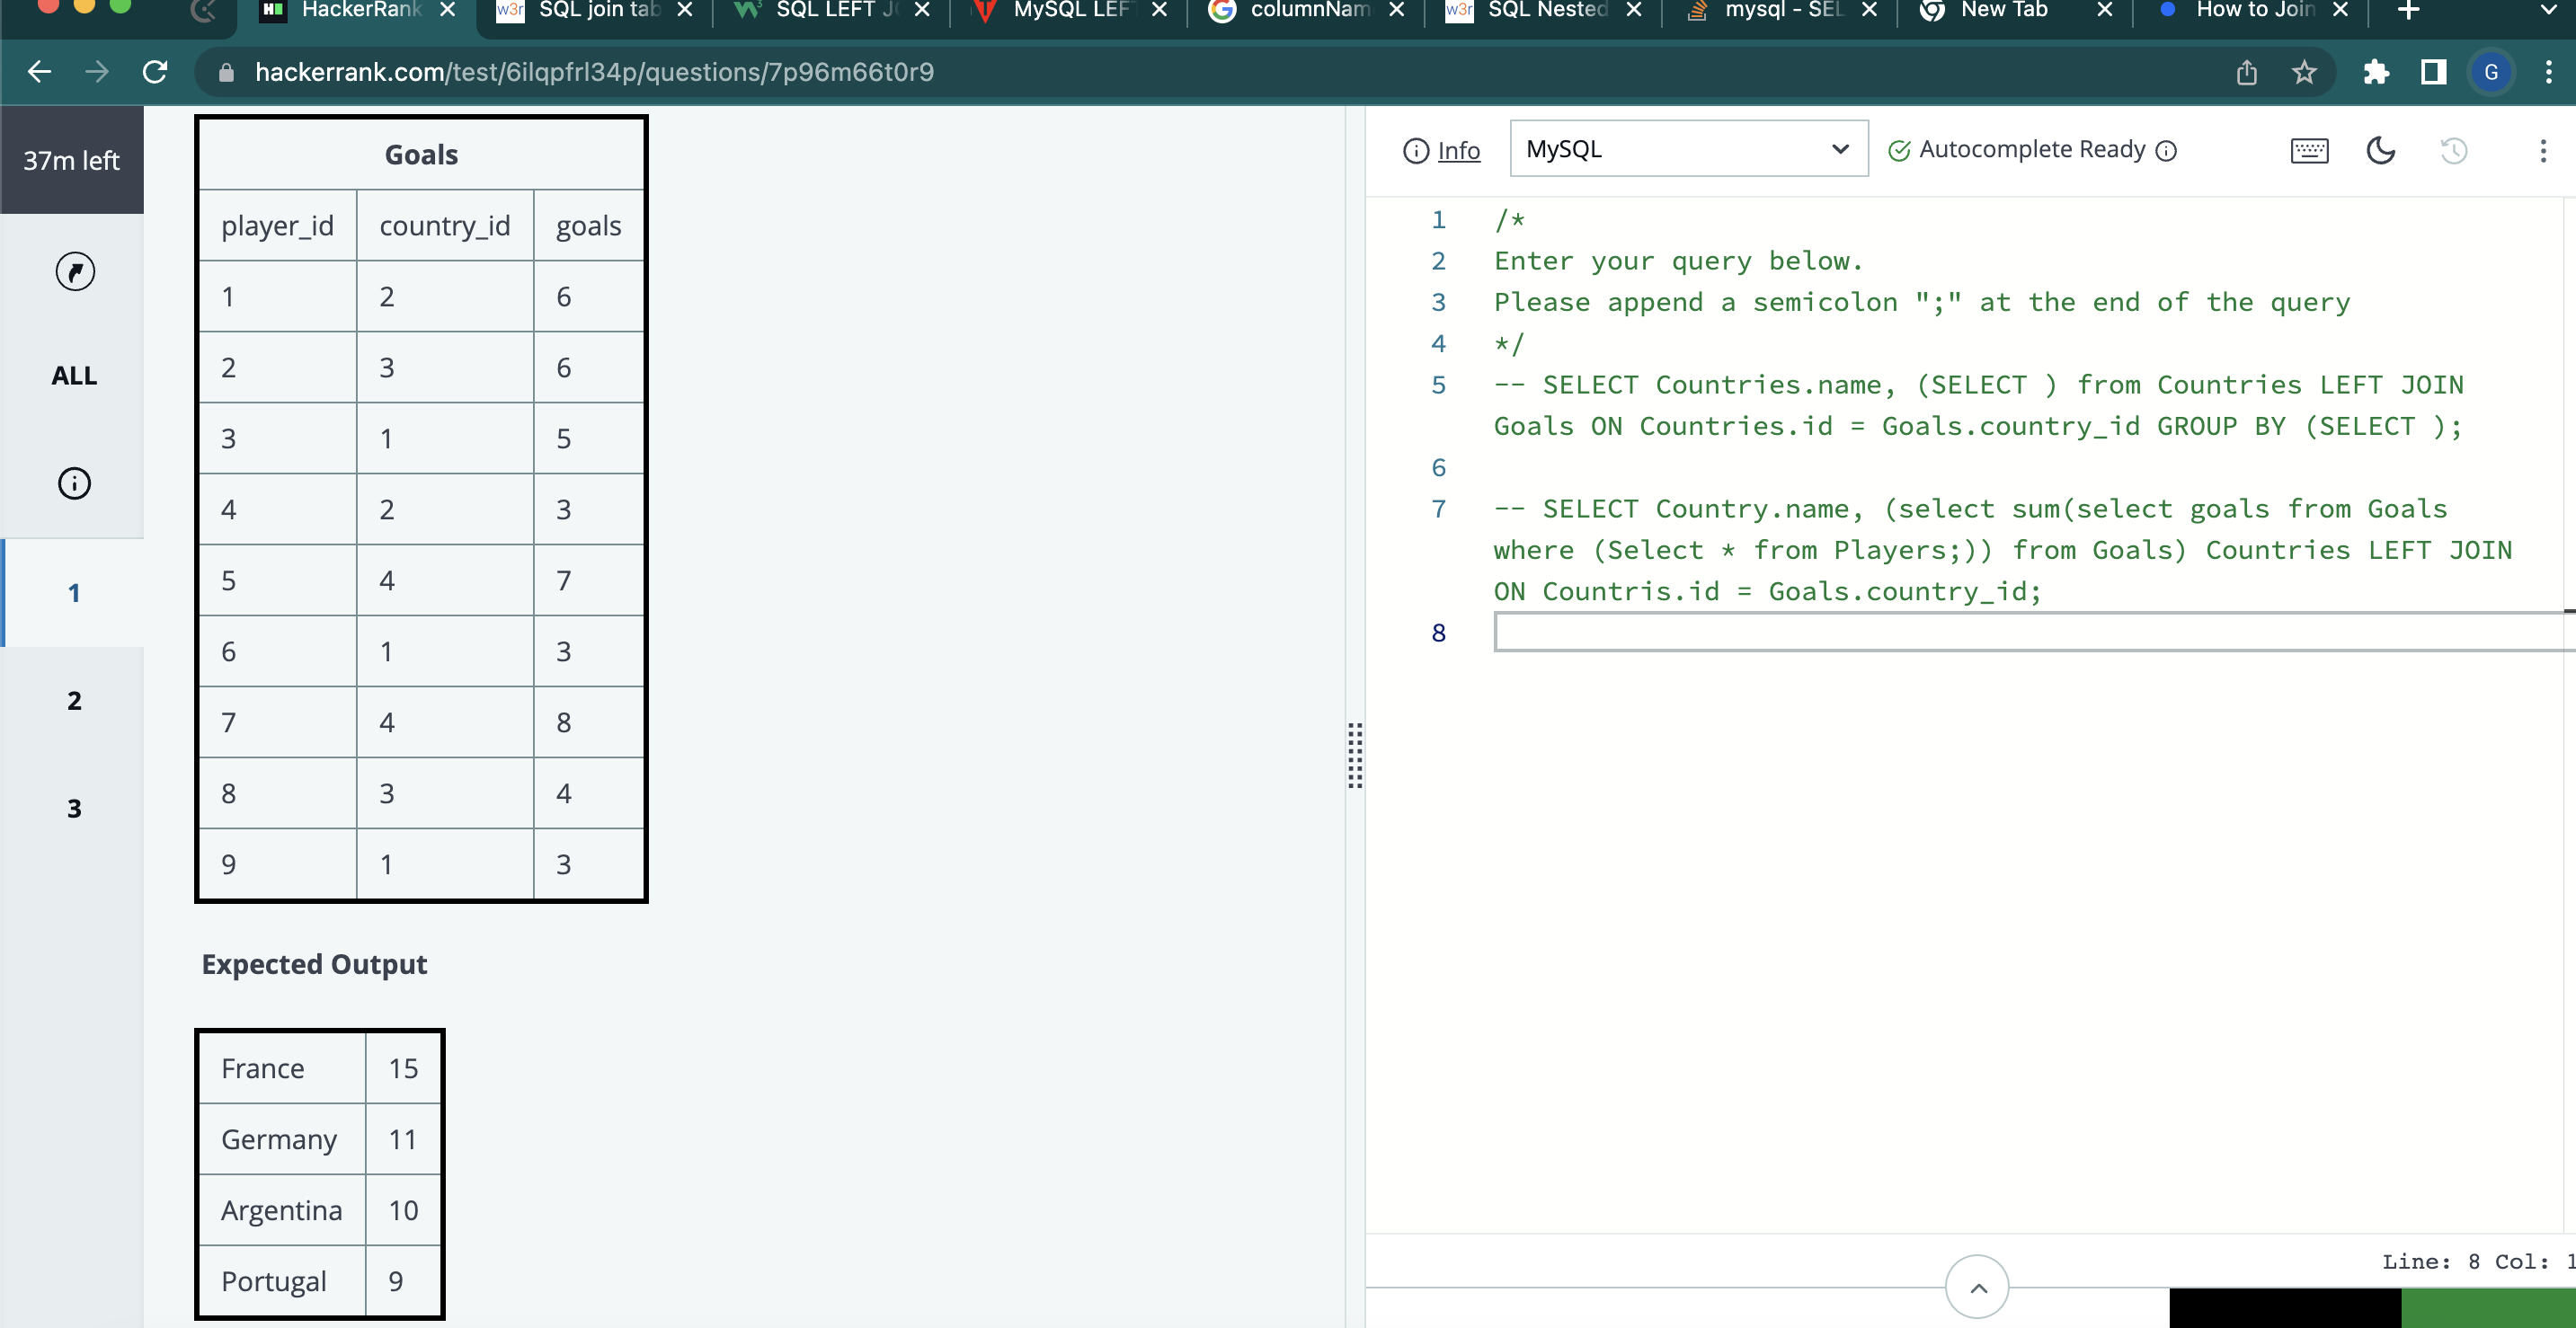 HackerRank
SQL join tab
SQL LEFT JO
MySQL LEFT
columnNam
SQL Nested
mysql - SEL
New Tab
How to Join
hackerrank.com/test/6ilqpfrl34p/questions/7p96m66t0r9
G
37m left
ALL
1
2
3
Goals
player_id country_id goals
1 2 6
2 3 6
3 1 5
4 2 3
5 4 7
6 1 3
7 4 8
8 3 4
9 1 3
Expected Output
France 15
Germany 11
Argentina 10
Portugal 9
Info
MySQL
Autocomplete Ready
1 /*
2 Enter your query below.
3 Please append a semicolon ";" at the end of the query
4 */
5 -- SELECT Countries.name, (SELECT ) from Countries LEFT JOIN
Goals ON Countries.id = Goals.country_id GROUP BY (SELECT );
6
7 -- SELECT Country.name, (select sum(select goals from Goals
where (Select * from Players;)) from Goals) Countries LEFT JOIN
ON Countris.id = Goals.country_id;
8
Line: 8 Col: 1